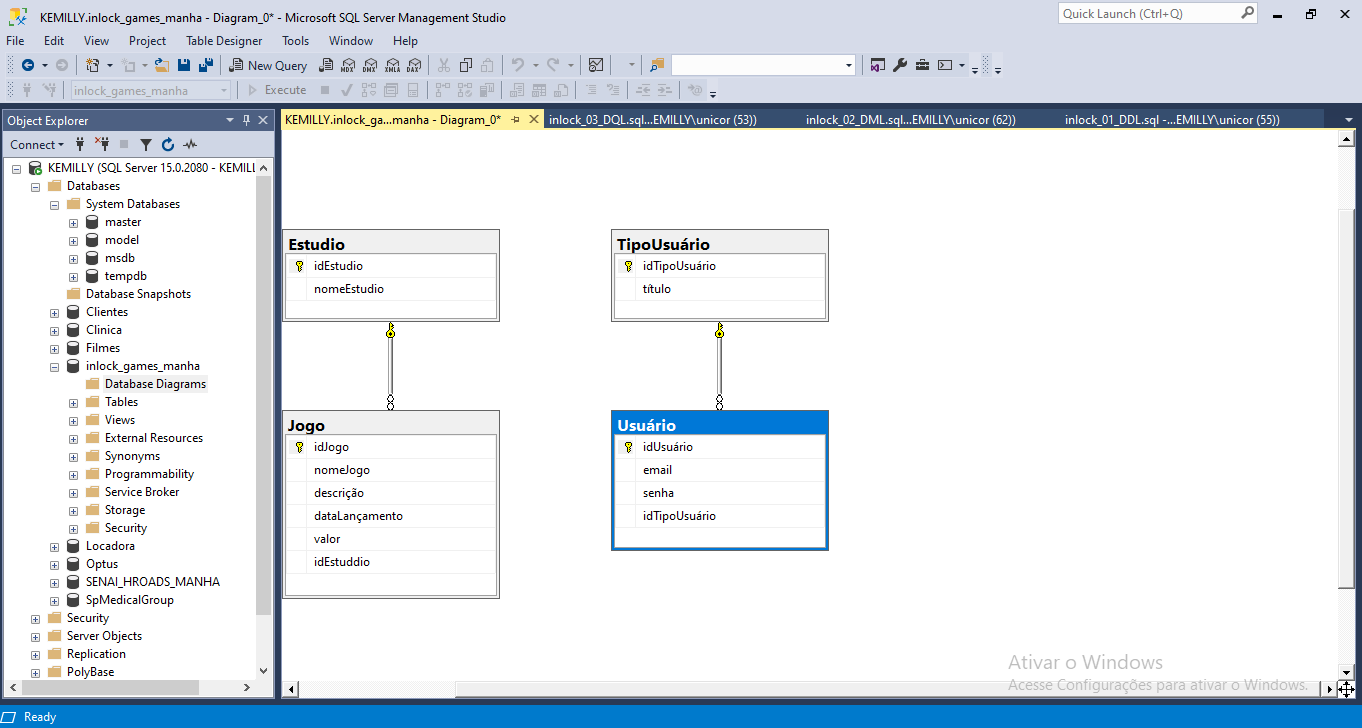 KEMILLY.inlock_games_manha - Diagram_0* - Microsoft SQL Server Management Studio
Quick Launch (Ctrl+Q)
File Edit View Project Table Designer Tools Window Help
New Query
MDX DMX XMLA DAX
inlock_games_manha Execute
Object Explorer
KEMILLY.inlock_ga...manha - Diagram_0* inlock_03_DQL.sql...EMILLY\unicor (53)) inlock_02_DML.sql...EMILLY\unicor (62)) inlock_01_DDL.sql -...EMILLY\unicor (55))
Connect
KEMILLY (SQL Server 15.0.2080 - KEMILL
Databases
System Databases
master
model
msdb
tempdb
Database Snapshots
Clientes
Clinica
Filmes
inlock_games_manha
Database Diagrams
Tables
Views
External Resources
Synonyms
Programmability
Service Broker
Storage
Security
Locadora
Optus
SENAI_HROADS_MANHA
SpMedicalGroup
Security
Server Objects
Replication
PolyBase
Estudio
idEstudio
nomeEstudio
TipoUsuário
idTipoUsuário
título
Jogo
idJogo
nomeJogo
descrição
dataLançamento
valor
idEstuddio
Usuário
idUsuário
email
senha
idTipoUsuário
Ativar o Windows
Acesse Configurações para ativar o Windows.
Ready